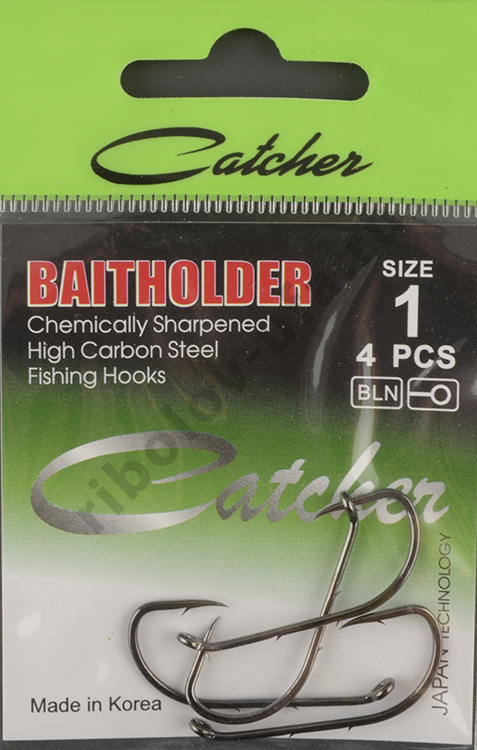 Catcher
BAITHOLDER
Chemically Sharpened
High Carbon Steel
Fishing Hooks
SIZE
1
4 PCS
BLN
Catcher
JAPAN TECHNOLOGY
Made in Korea